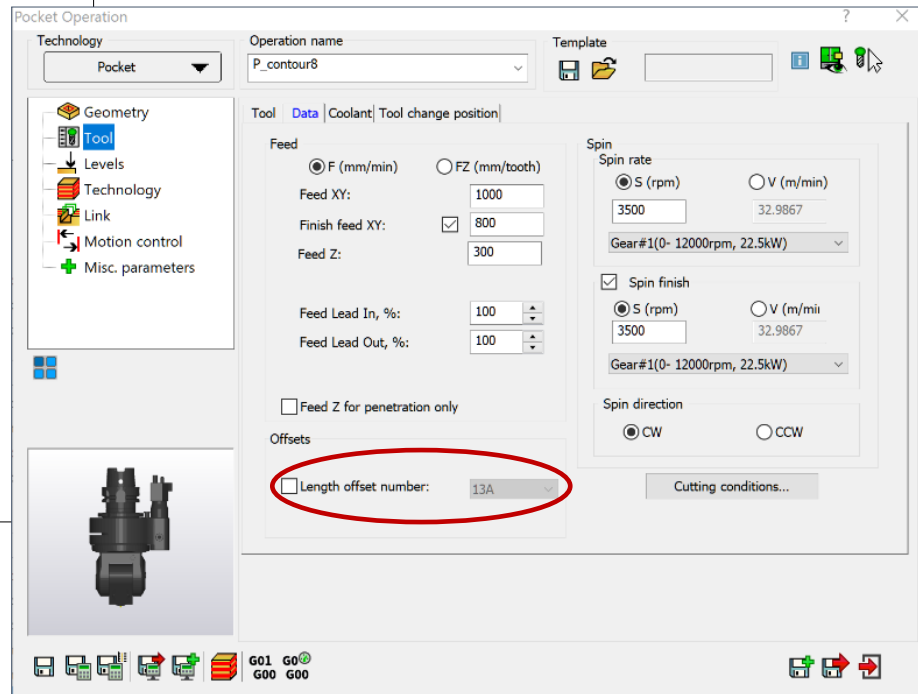 Pocket Operation
?
Technology
Operation name
Template
Pocket
P_contour8
Geometry
Tool
Levels
Technology
Link
Motion control
Misc. parameters
Tool Data Coolant Tool change position
Feed
F (mm/min) FZ (mm/tooth)
Feed XY: 1000
Finish feed XY: 800
Feed Z: 300
Feed Lead In, %: 100
Feed Lead Out, %: 100
Feed Z for penetration only
Offsets
Length offset number: 13A
Spin
Spin rate
S (rpm) V (m/min)
3500 32.9867
Gear#1(0- 12000rpm, 22.5kW)
Spin finish
S (rpm) V (m/mii
3500 32.9867
Gear#1(0- 12000rpm, 22.5kW)
Spin direction
CW CCW
Cutting conditions...
G01 G0
G00 G00